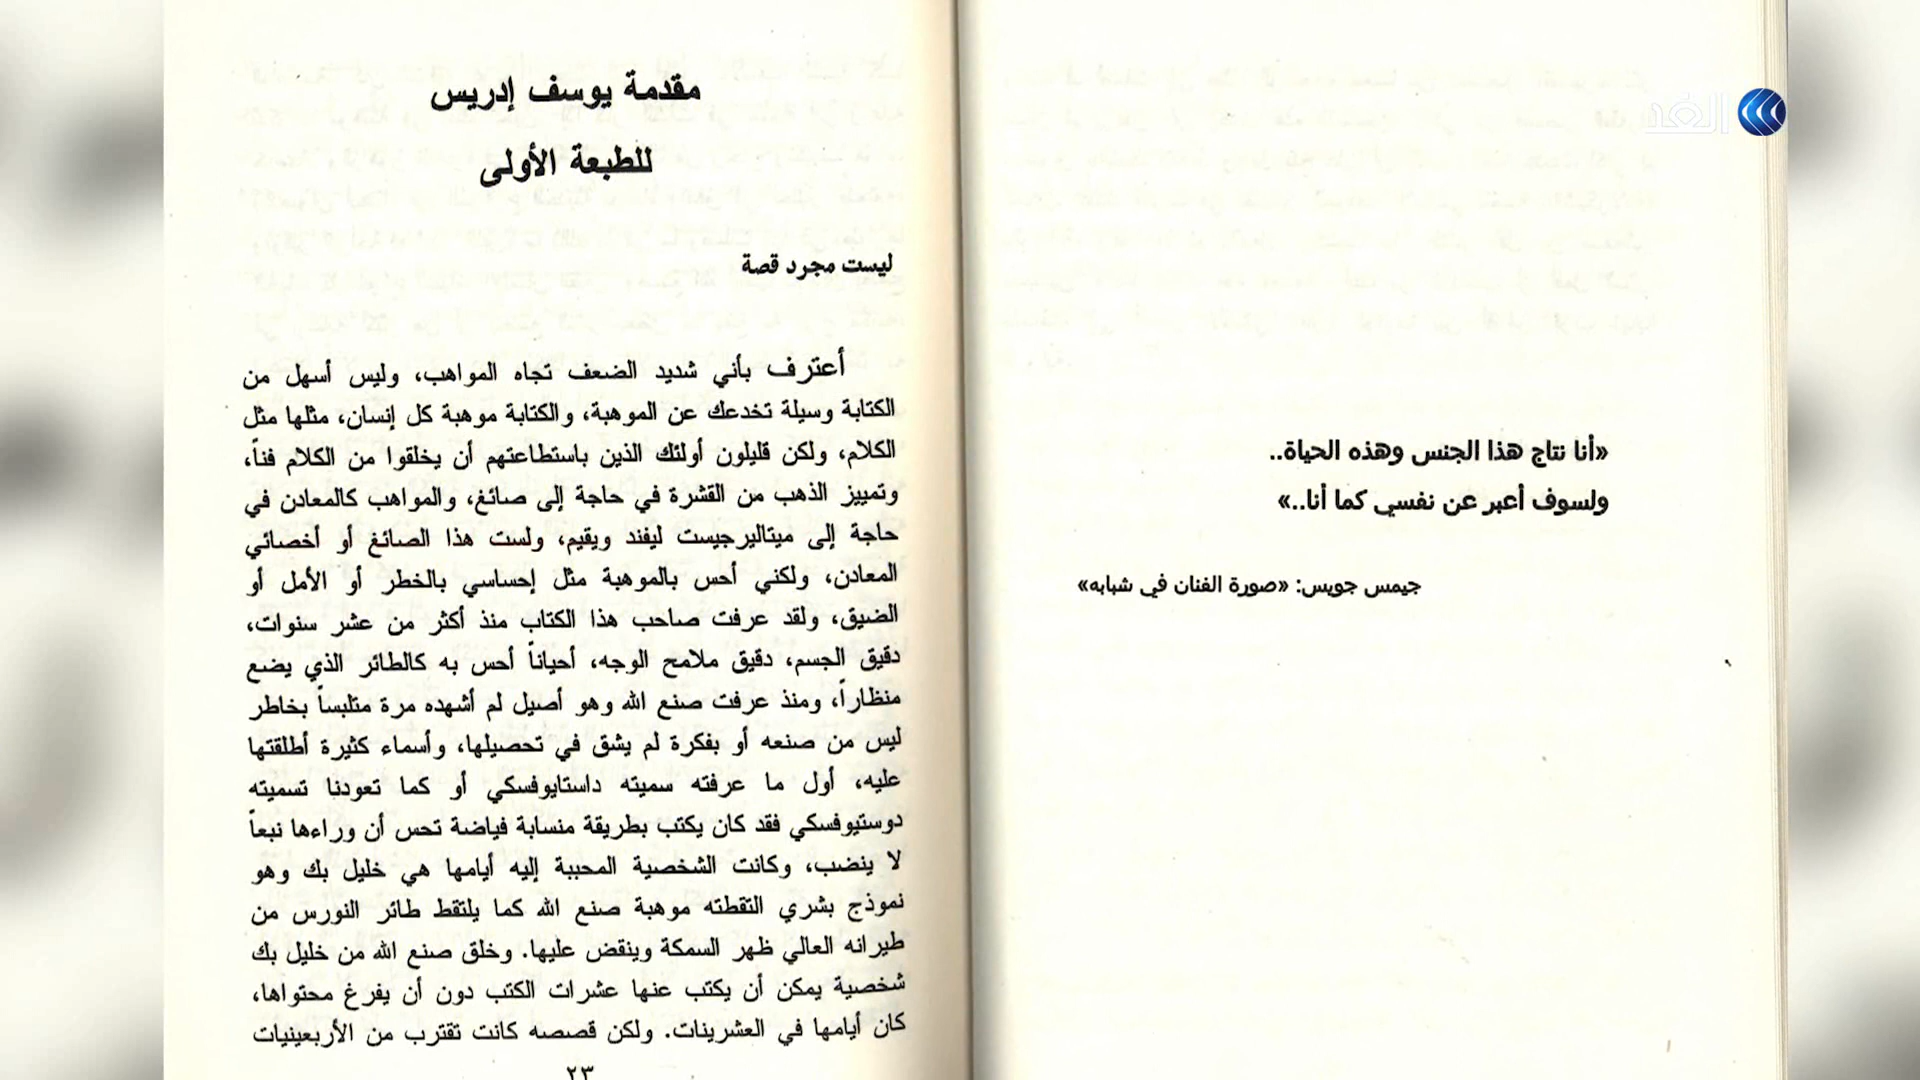 الغد
«أنا نتاج هذا الجنس وهذه الحياة..
ولسوف أعبر عن نفسي كما أنا..»
جيمس جويس: «صورة الفنان في شبابه»
مقدمة يوسف إدريس
للطبعة الأولى
ليست مجرد قصة
أعترف بأني شديد الضعف تجاه المواهب، وليس أسهل من
الكتابة وسيلة تخدعك عن الموهبة، والكتابة موهبة كل إنسان، مثلها مثل
الكلام، ولكن قليلون أولئك الذين باستطاعتهم أن يخلقوا من الكلام فناً،
وتمييز الذهب من القشرة في حاجة إلى صائغ، والمواهب كالمعادن في
حاجة إلى ميتاليرجيست ليفند ويقيم، ولست هذا الصائغ أو أخصائي
المعادن، ولكني أحس بالموهبة مثل إحساسي بالخطر أو الأمل أو
الضيق، ولقد عرفت صاحب هذا الكتاب منذ أكثر من عشر سنوات،
دقيق الجسم، دقيق ملامح الوجه، أحياناً أحس به كالطائر الذي يضع
منظاراً، ومنذ عرفت صنع الله وهو أصيل لم أشهده مرة متلبساً بخاطر
ليس من صنعه أو بفكرة لم يشق في تحصيلها، وأسماء كثيرة أطلقتها
عليه، أول ما عرفته سميته داستايوفسكي أو كما تعودنا تسميته
دوستيوفسكي فقد كان يكتب بطريقة منسابة فياضة تحس أن وراءها نبعاً
لا ينضب، وكانت الشخصية المحببة إليه أيامها هي خليل بك وهو
نموذج بشري التقطته موهبة صنع الله كما يلتقط طائر النورس من
طيرانه العالي ظهر السمكة وينقض عليها. وخلق صنع الله من خليل بك
شخصية يمكن أن يكتب عنها عشرات الكتب دون أن يفرغ محتواها،
كان أيامها في العشرينات. ولكن قصصه كانت تقترب من الأربعينيات
٢٣